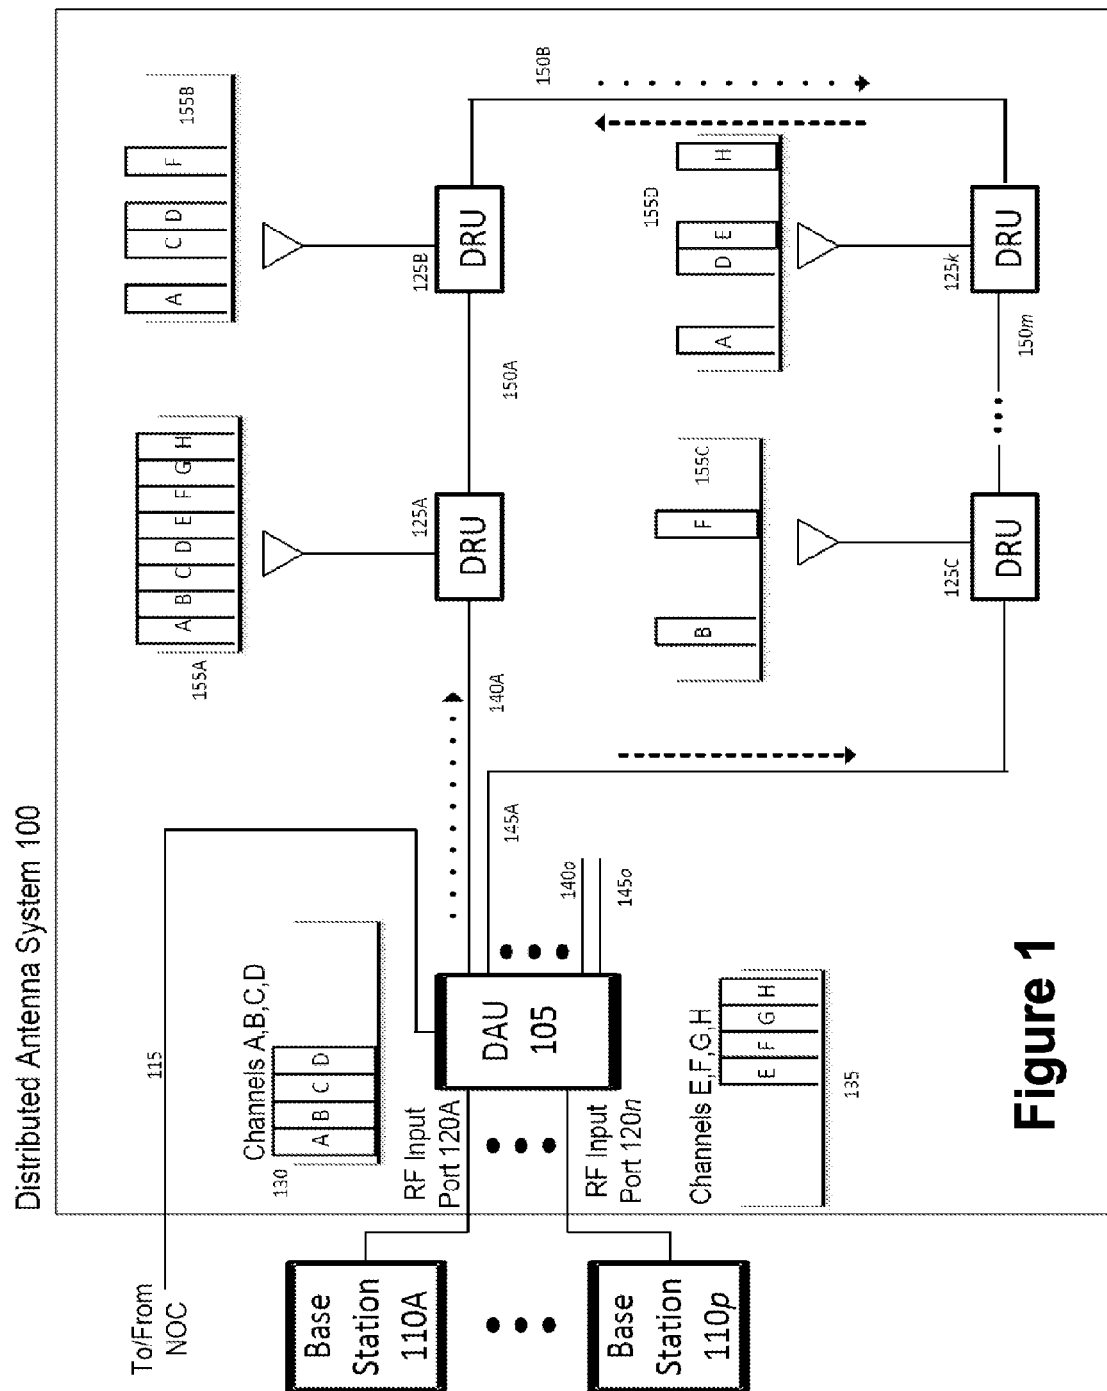 Distributed Antenna System 100
To/From
NOC
115
Channels A,B,C,D
A B C D
130
155A
A B C D E F G H
A C D F
155B
125A
125B
DRU
DRU
140A
150A
150B
RF Input
Port 120A
DAU
105
RF Input
Port 120n
145A
140o
145o
Base
Station
110A
Base
Station
110p
Channels E,F,G,H
E F G H
135
B F
155C
A D E H
155D
125C
125k
DRU
DRU
150m
Figure 1